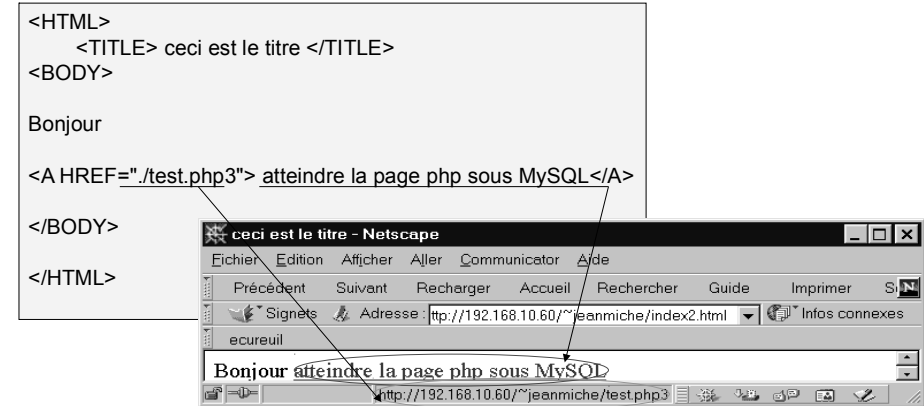 <HTML>
<TITLE> ceci est le titre </TITLE>
<BODY>
Bonjour
<A HREF="./test.php3"> atteindre la page php sous MySQL</A>
</BODY>
</HTML>
ceci est le titre - Netscape
Fichier Edition Afficher Aller Communicator Aide
Précédent Suivant Recharger Accueil Rechercher Guide Imprimer
Signets Adresse : ttp://192.168.10.60/~jeanmiche/index2.html Infos connexes
ecureuil
Bonjour atteindre la page php sous MySQL
http://192.168.10.60/~jeanmiche/test.php3